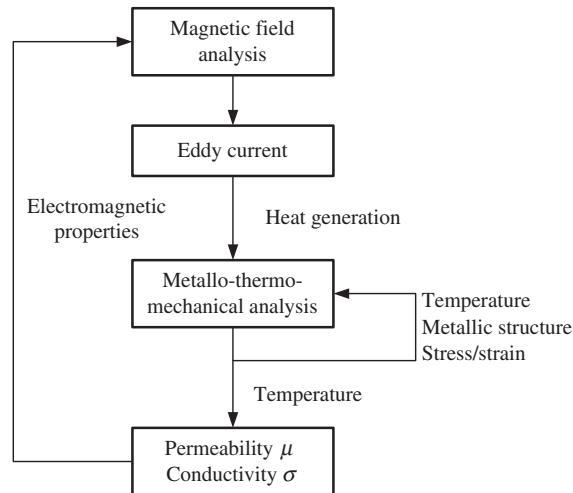 Magnetic field
analysis
Eddy current
Electromagnetic
properties
Heat generation
Metallo-thermo-
mechanical analysis
Temperature
Metallic structure
Stress/strain
Temperature
Permeability μ
Conductivity σ